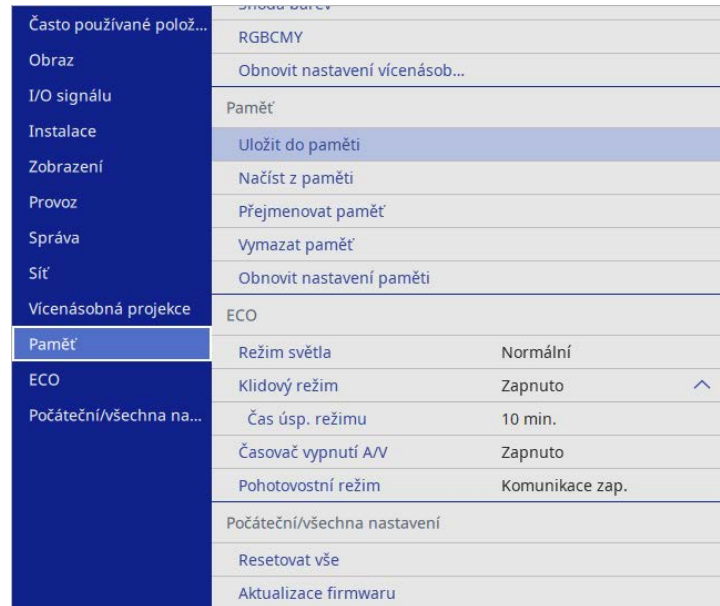 Často používané polož...
Obraz
I/O signálu
Instalace
Zobrazení
Provoz
Správa
Síť
Vícenásobná projekce
Paměť
ECO
Počáteční/všechna na...
Shoda barev
RGBCMY
Obnovit nastavení vícenásob...
Paměť
Uložit do paměti
Načíst z paměti
Přejmenovat paměť
Vymazat paměť
Obnovit nastavení paměti
ECO
Režim světla Normální
Klidový režim Zapnuto
Čas úsp. režimu 10 min.
Časovač vypnutí A/V Zapnuto
Pohotovostní režim Komunikace zap.
Počáteční/všechna nastavení
Resetovat vše
Aktualizace firmwaru